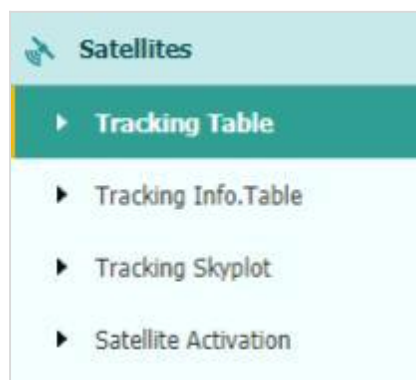 Satellites
Tracking Table
Tracking Info.Table
Tracking Skyplot
Satellite Activation